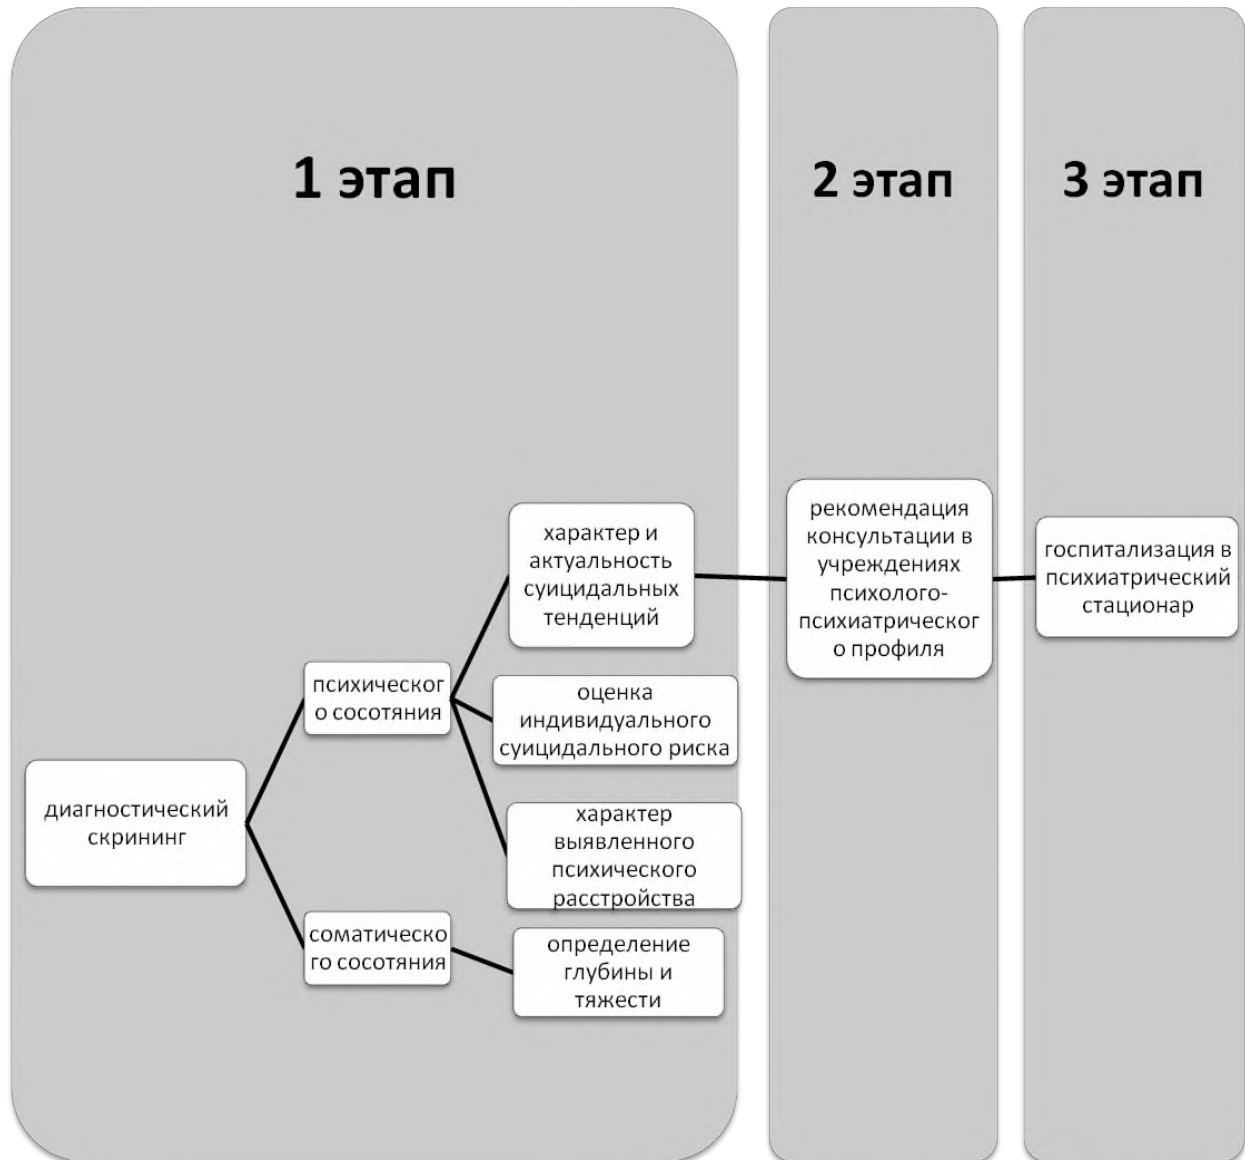 1 этап
2 этап
3 этап
диагностический
скрининг
психическог
о сосотяния
соматическо
го сосотяния
характер и
актуальность
суицидальных
тенденций
оценка
индивидуального
суицидального риска
характер
выявленного
психического
расстройства
определение
глубины и
тяжести
рекомендация
консультации в
учреждениях
психолого-
психиатрическог
о профиля
госпитализация в
психиатрический
стационар